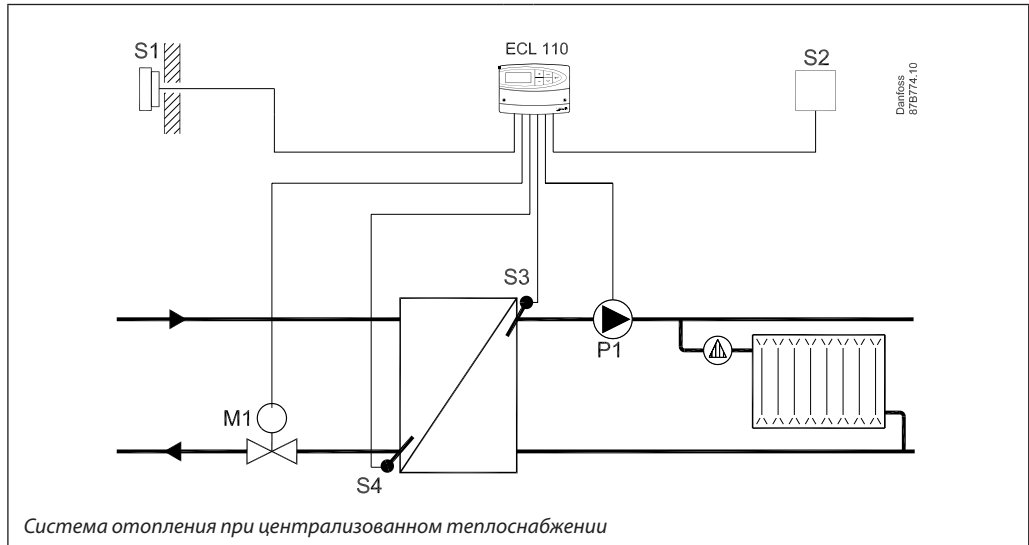 S1
ECL 110
S2
Danfoss
87B774.10
S3
P1
M1
S4
Система отопления при централизованном теплоснабжении